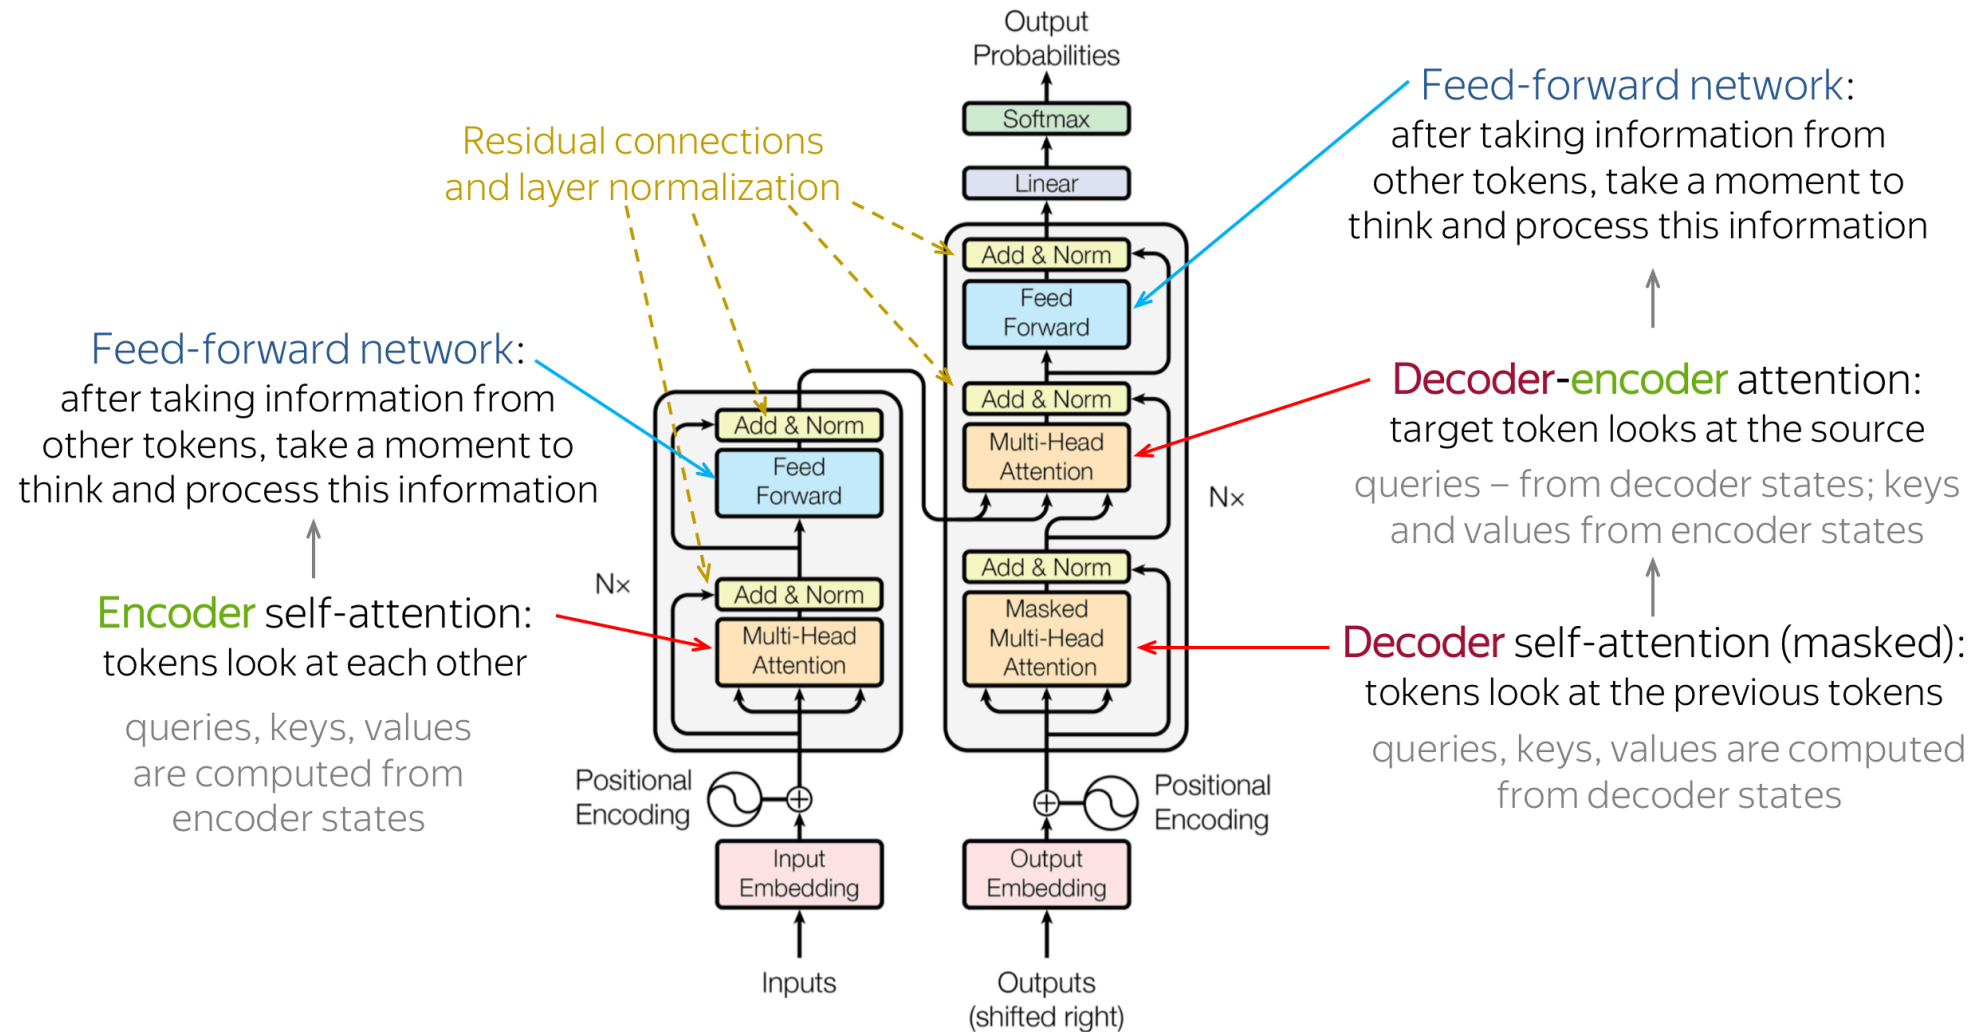 Output
Probabilities
Softmax
Linear
Add & Norm
Feed
Forward
Add & Norm
Multi-Head
Attention
Add & Norm
Masked
Multi-Head
Attention
N×
Positional
Encoding
Output
Embedding
Outputs
(shifted right)
Add & Norm
Feed
Forward
Add & Norm
Multi-Head
Attention
N×
Positional
Encoding
Input
Embedding
Inputs
Residual connections
and layer normalization
Feed-forward network:
after taking information from
other tokens, take a moment to
think and process this information
Encoder self-attention:
tokens look at each other
queries, keys, values
are computed from
encoder states
Feed-forward network:
after taking information from
other tokens, take a moment to
think and process this information
Decoder-encoder attention:
target token looks at the source
queries – from decoder states; keys
and values from encoder states
Decoder self-attention (masked):
tokens look at the previous tokens
queries, keys, values are computed
from decoder states